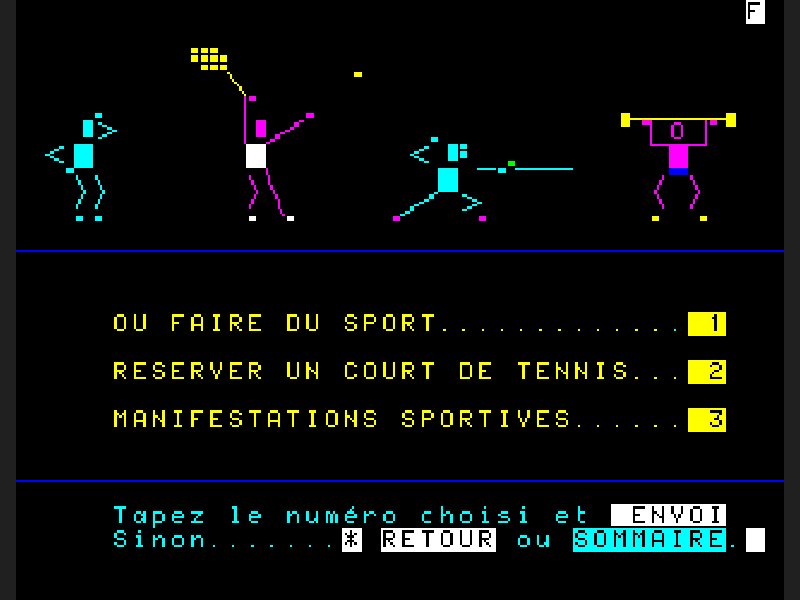 F
OU FAIRE DU SPORT............. 1
RESERVER UN COURT DE TENNIS... 2
MANIFESTATIONS SPORTIVES...... 3
Tapez le numéro choisi et ENVOI
Sinon.......* RETOUR ou SOMMAIRE.